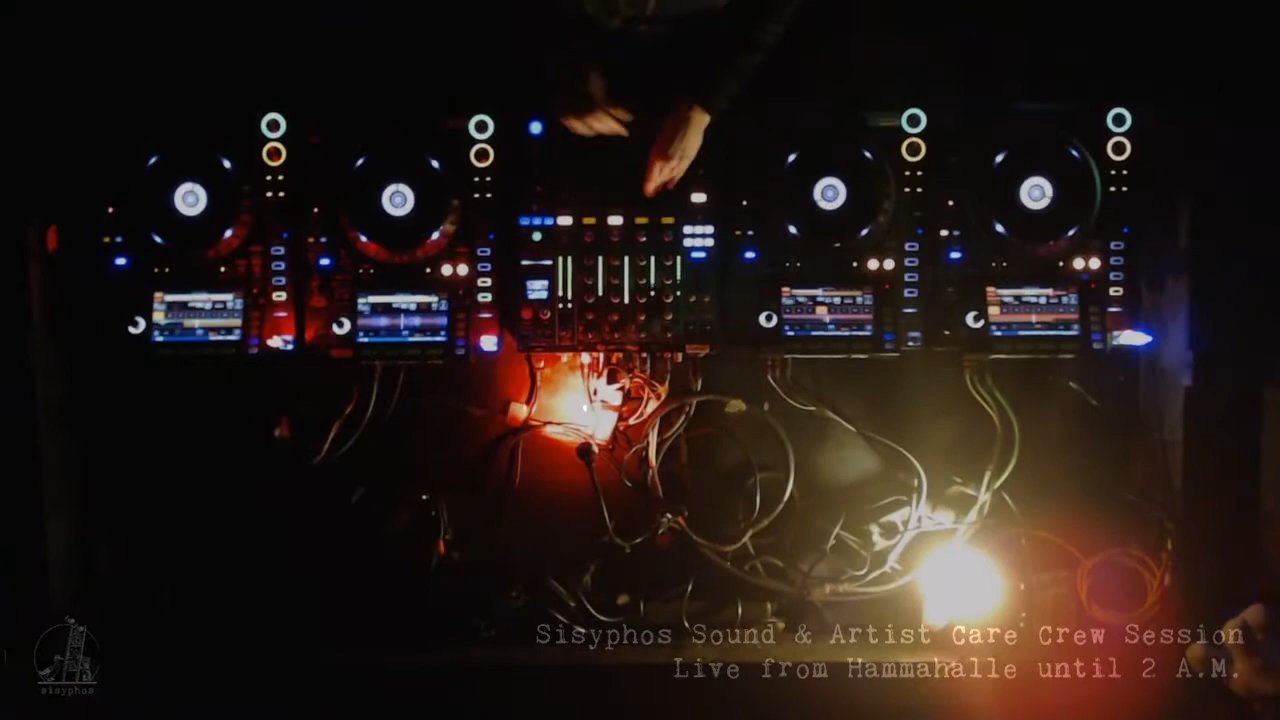 Sisyphos Sound & Artist Care Crew Session
Live from Hammahalle until 2 A.M.
sisyphos